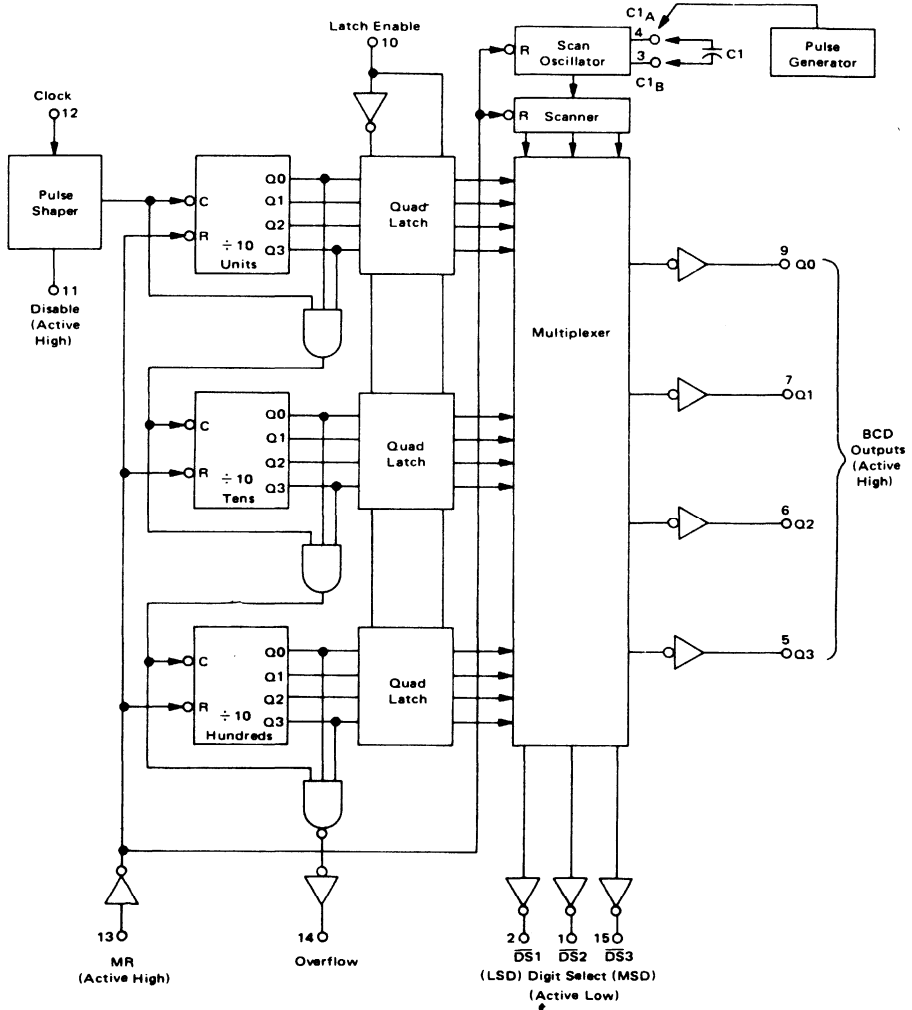 Latch Enable
10
C1A
4
3
C1B
C1
R
Scan
Oscillator
Pulse
Generator
R
Scanner
Clock
12
Pulse
Shaper
11
Disable
(Active
High)
C
R
Q0
Q1
Q2
Q3
÷10
Units
Quad
Latch
Multiplexer
9
Q0
7
Q1
6
Q2
5
Q3
BCD
Outputs
(Active
High)
C
R
Q0
Q1
Q2
Q3
÷10
Tens
Quad
Latch
C
R
Q0
Q1
Q2
Q3
÷10
Hundreds
Quad
Latch
13
MR
(Active High)
14
Overflow
2
DS1
1
DS2
15
DS3
(LSD) Digit Select (MSD)
(Active Low)